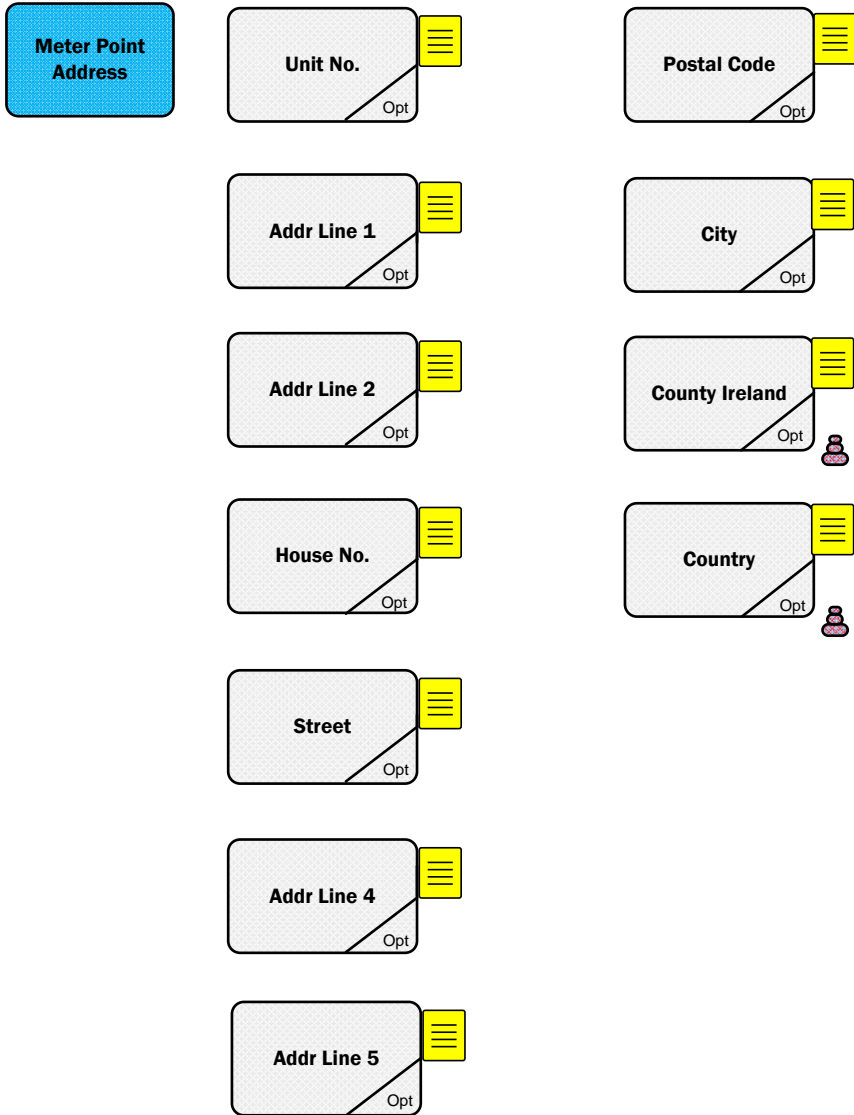 Meter Point
Address
Unit No.
Opt
Addr Line 1
Opt
Addr Line 2
Opt
House No.
Opt
Street
Opt
Addr Line 4
Opt
Addr Line 5
Opt
Postal Code
Opt
City
Opt
County Ireland
Opt
Country
Opt